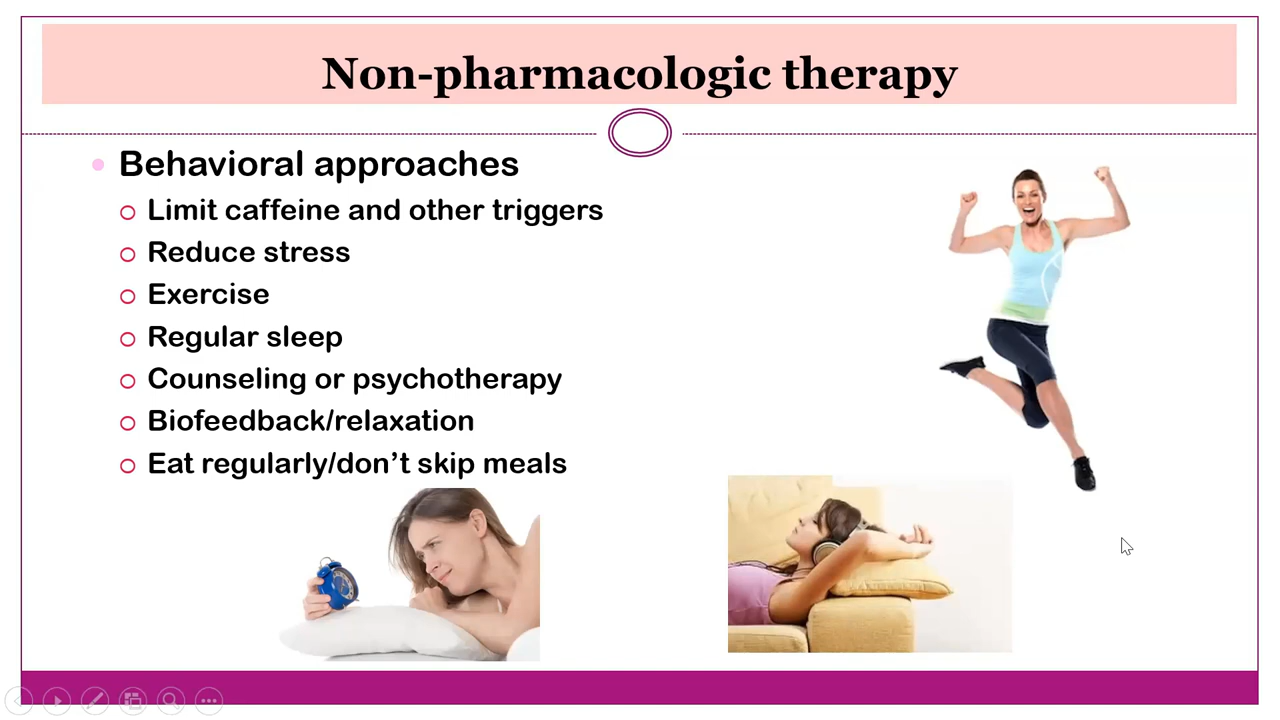 Non-pharmacologic therapy
Behavioral approaches
Limit caffeine and other triggers
Reduce stress
Exercise
Regular sleep
Counseling or psychotherapy
Biofeedback/relaxation
Eat regularly/don’t skip meals